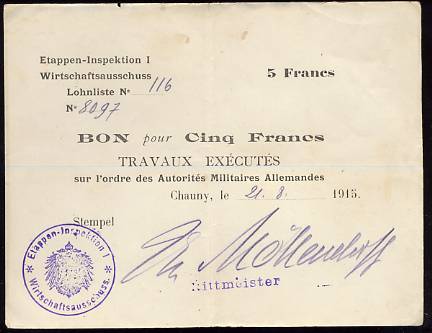 Etappen-Inspektion I
Wirtschaftsausschuss
5 Francs
Lohnliste No 116
No 8097
BON pour Cinq Francs
TRAVAUX EXÉCUTÉS
sur l'ordre des Autorités Militaires Allemandes
Chauny, le 21. 8. 1915.
Stempel
Etappen-Inspektion I
* Wirtschaftsausschuss. *
Möllendorff
Rittmeister